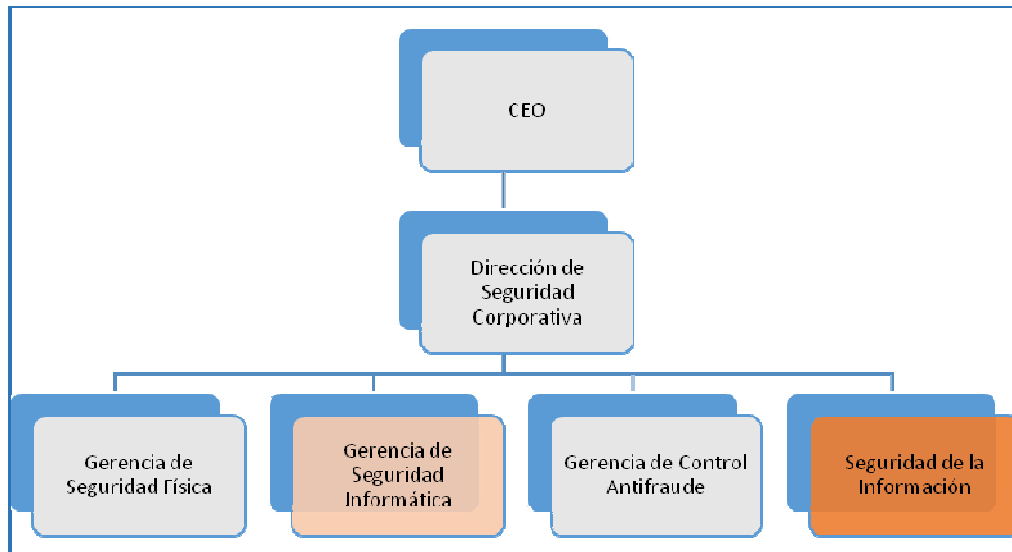 CEO
Dirección de
Seguridad
Corporativa
Gerencia de
Seguridad Física
Gerencia de
Seguridad
Informática
Gerencia de Control
Antifraude
Seguridad de la
Información